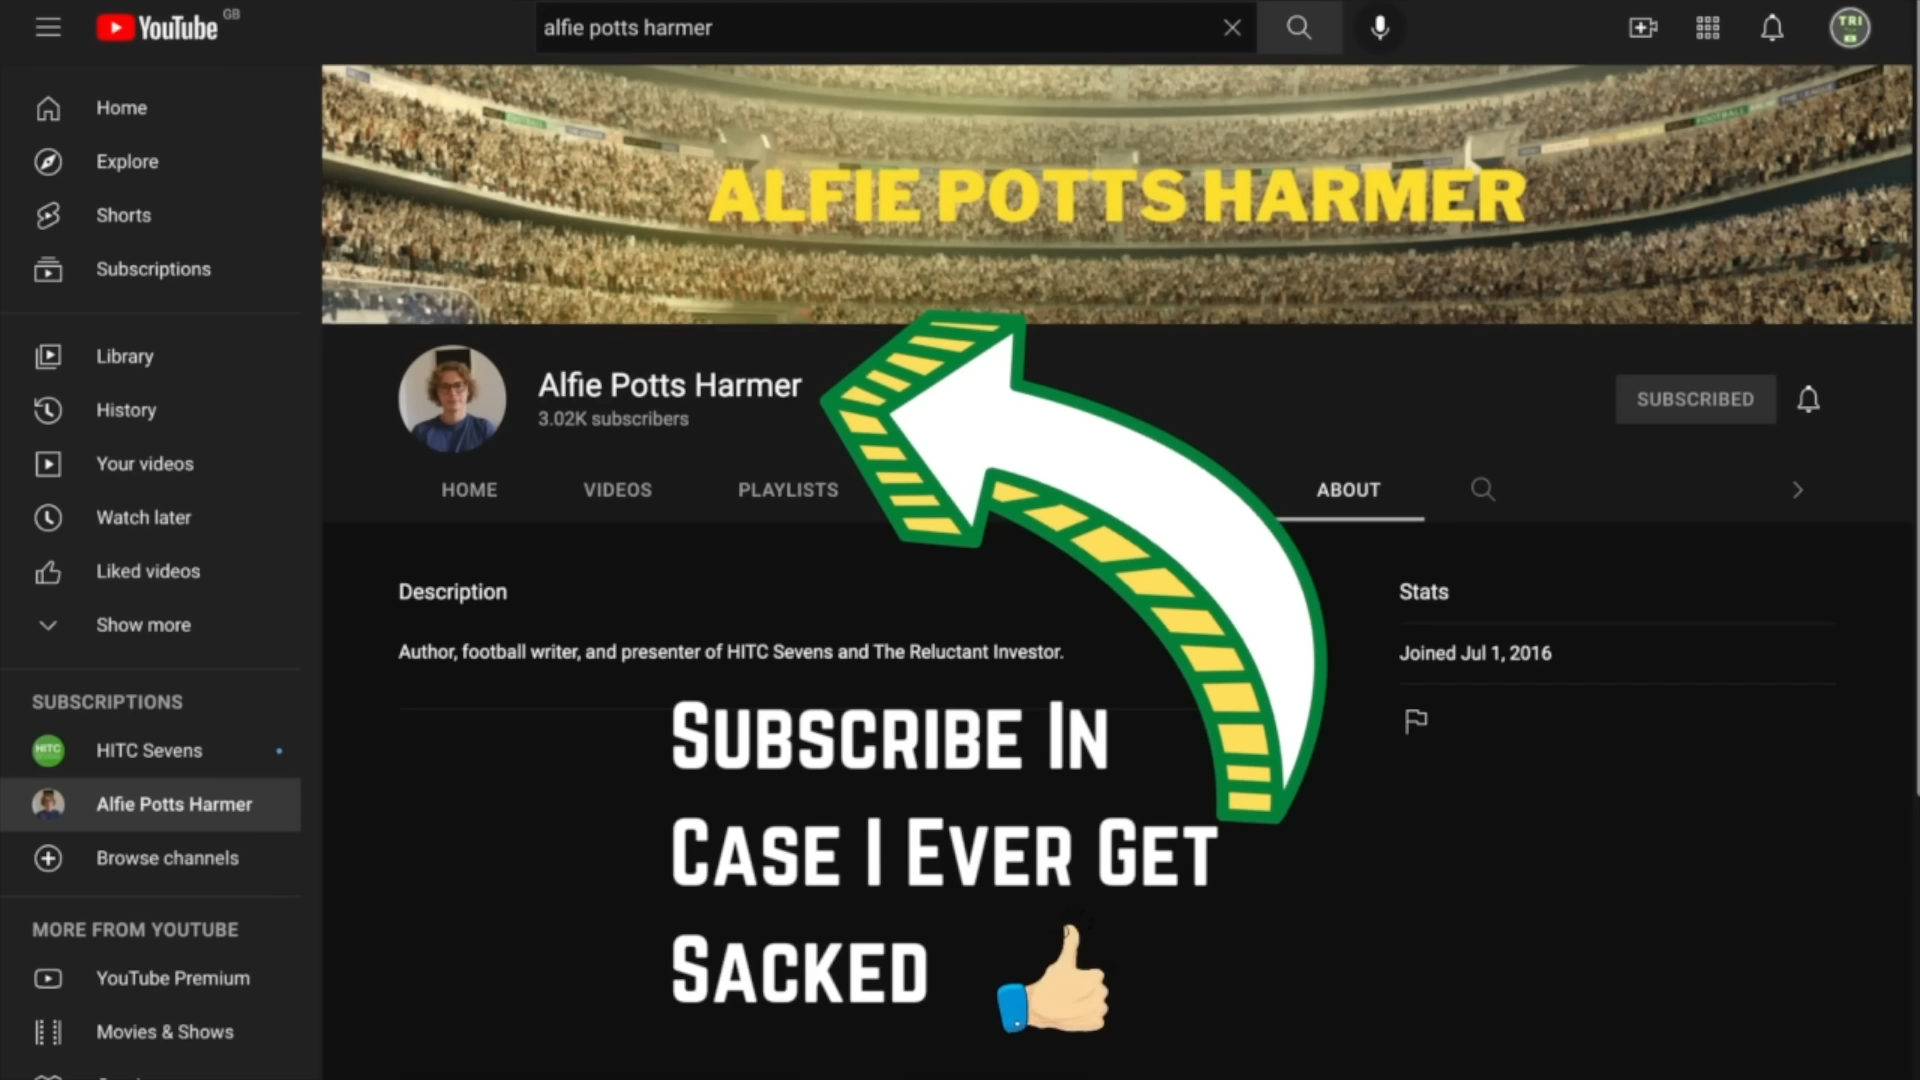 YouTube GB
alfie potts harmer
TRI
Home
Explore
Shorts
Subscriptions
Library
History
Your videos
Watch later
Liked videos
Show more
SUBSCRIPTIONS
HITC HITC Sevens
Alfie Potts Harmer
Browse channels
MORE FROM YOUTUBE
YouTube Premium
Movies & Shows
FOOTBALL
ALFIE POTTS HARMER
Alfie Potts Harmer
3.02K subscribers
SUBSCRIBED
HOME VIDEOS PLAYLISTS ABOUT
Description
Author, football writer, and presenter of HITC Sevens and The Reluctant Investor.
Stats
Joined Jul 1, 2016
SUBSCRIBE IN
CASE I EVER GET
SACKED